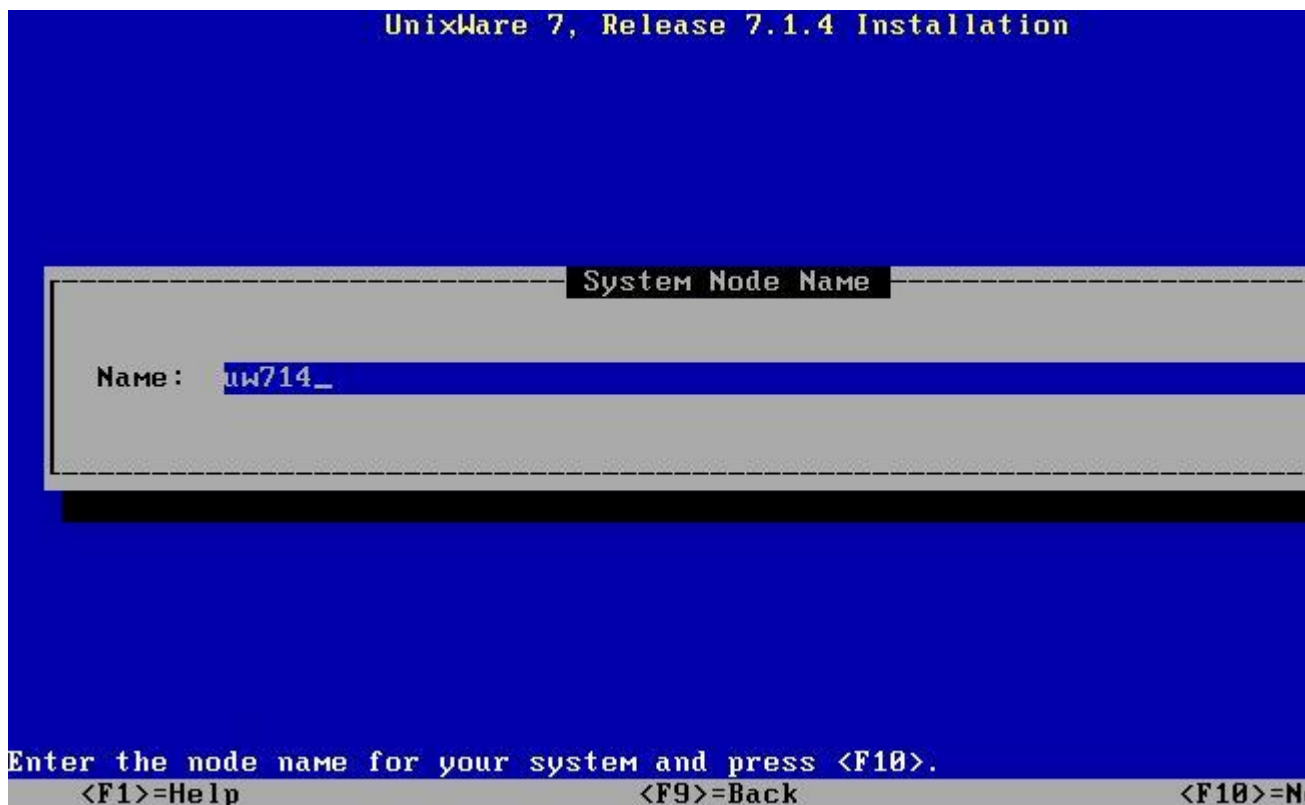 UnixWare 7, Release 7.1.4 Installation
System Node Name
Name: uw714_
Enter the node name for your system and press <F10>.
<F1>=Help <F9>=Back <F10>=N